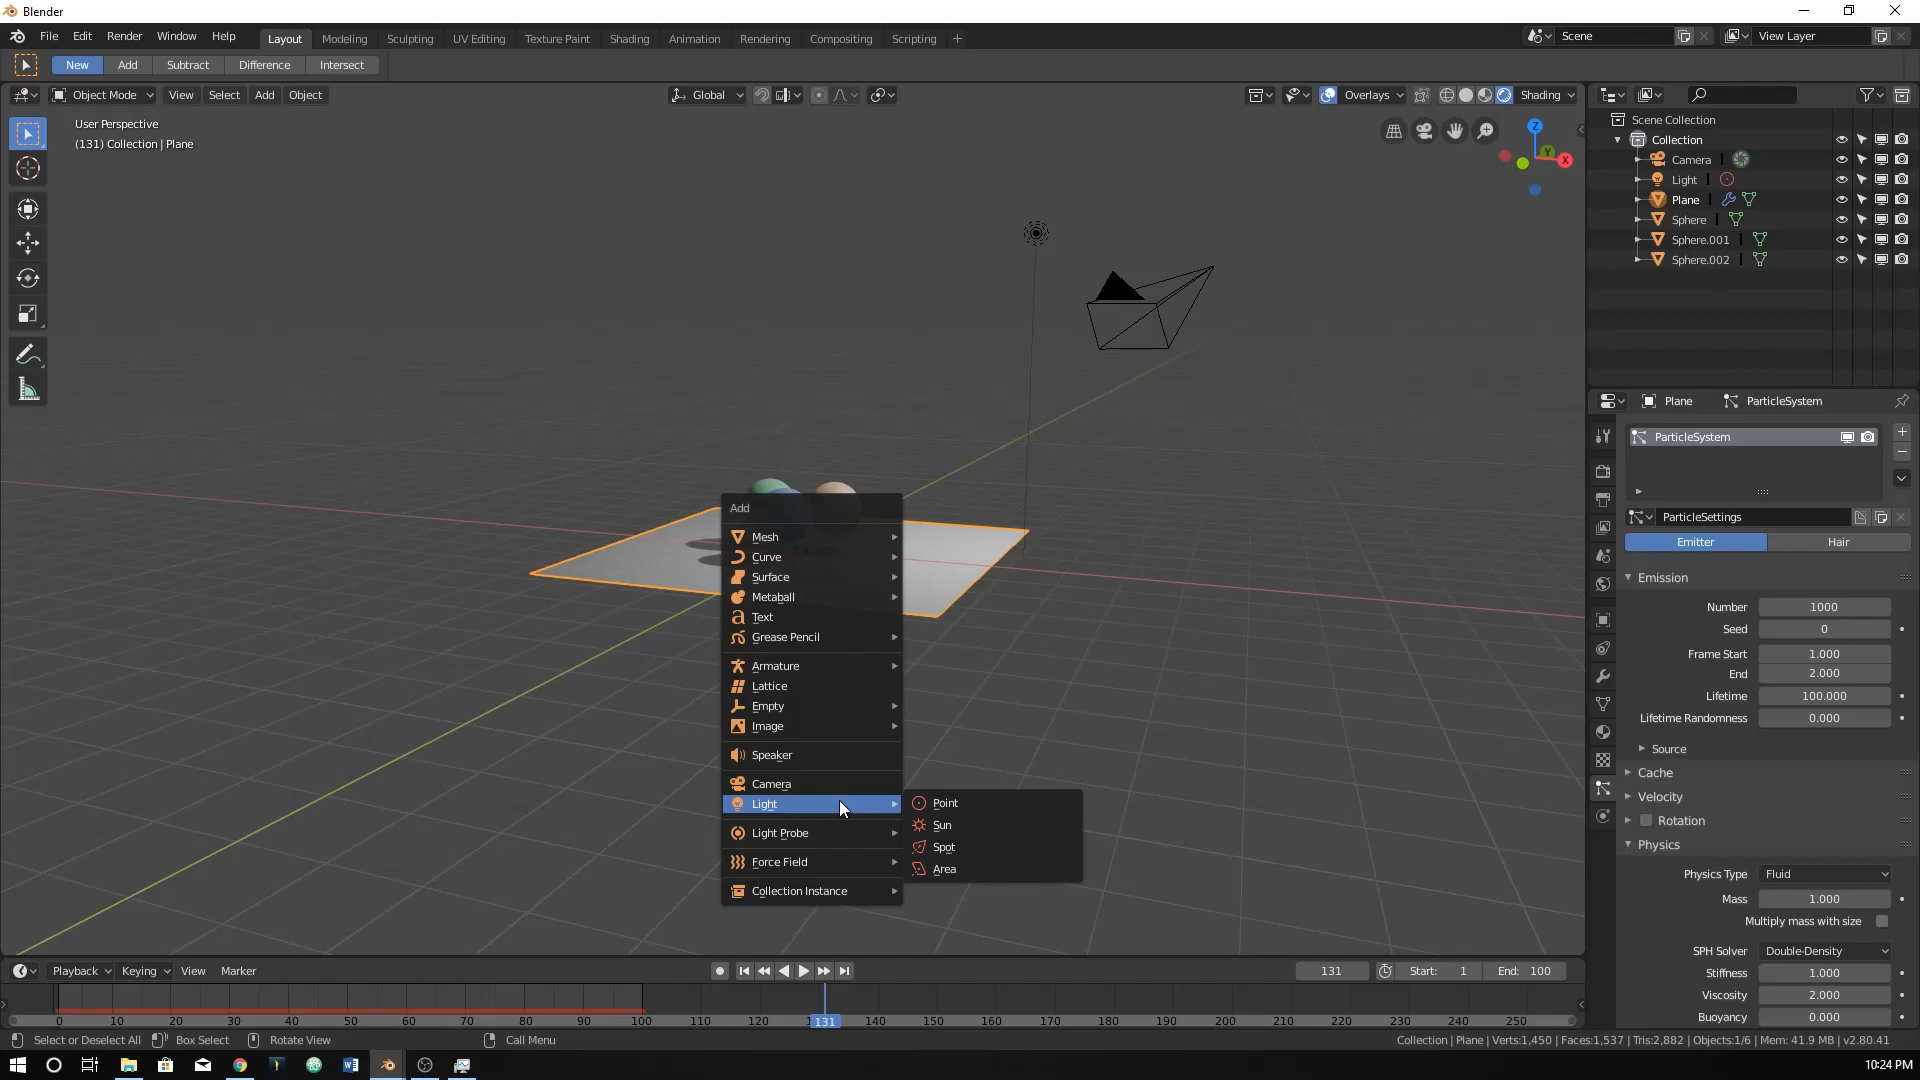 Blender
File Edit Render Window Help Layout Modeling Sculpting UV Editing Texture Paint Shading Animation Rendering Compositing Scripting + Scene View Layer
New Add Subtract Difference Intersect
Object Mode View Select Add Object Global Overlays Shading
User Perspective
(131) Collection | Plane
Z
Y
X
Scene Collection
Collection
Camera
Light
Plane
Sphere
Sphere.001
Sphere.002
Plane ParticleSystem
ParticleSystem
ParticleSettings
Emitter Hair
Emission
Number 1000
Seed 0
Frame Start 1.000
End 2.000
Lifetime 100.000
Lifetime Randomness 0.000
Source
Cache
Velocity
Rotation
Physics
Physics Type Fluid
Mass 1.000
Multiply mass with size
SPH Solver Double-Density
Stiffness 1.000
Viscosity 2.000
Buoyancy 0.000
Add
Mesh
Curve
Surface
Metaball
Text
Grease Pencil
Armature
Lattice
Empty
Image
Speaker
Camera
Light
Light Probe
Force Field
Collection Instance
Point
Sun
Spot
Area
Playback Keying View Marker 131 Start: 1 End: 100
0 10 20 30 40 50 60 70 80 90 100 110 120 131 140 150 160 170 180 190 200 210 220 230 240 250
Select or Deselect All Box Select Rotate View Call Menu Collection | Plane | Verts:1,450 | Faces:1,537 | Tris:2,882 | Objects:1/6 | Mem: 41.9 MB | v2.80.41
10:24 PM